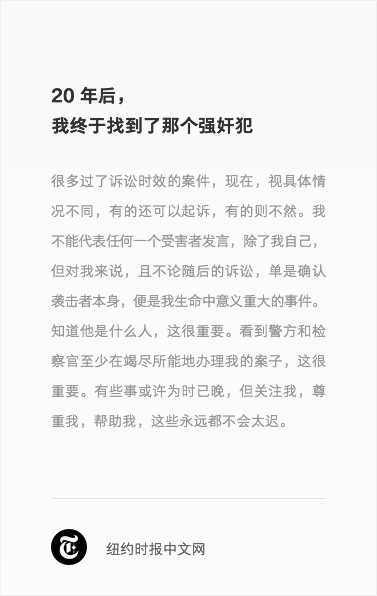 20 年后，
我终于找到了那个强奸犯
很多过了诉讼时效的案件，现在，视具体情
况不同，有的还可以起诉，有的则不然。我
不能代表任何一个受害者发言，除了我自己，
但对我来说，且不论随后的诉讼，单是确认
袭击者本身，便是我生命中意义重大的事件。
知道他是什么人，这很重要。看到警方和检
察官至少在竭尽所能地办理我的案子，这很
重要。有些事或许为时已晚，但关注我，尊
重我，帮助我，这些永远都不会太迟。
纽约时报中文网